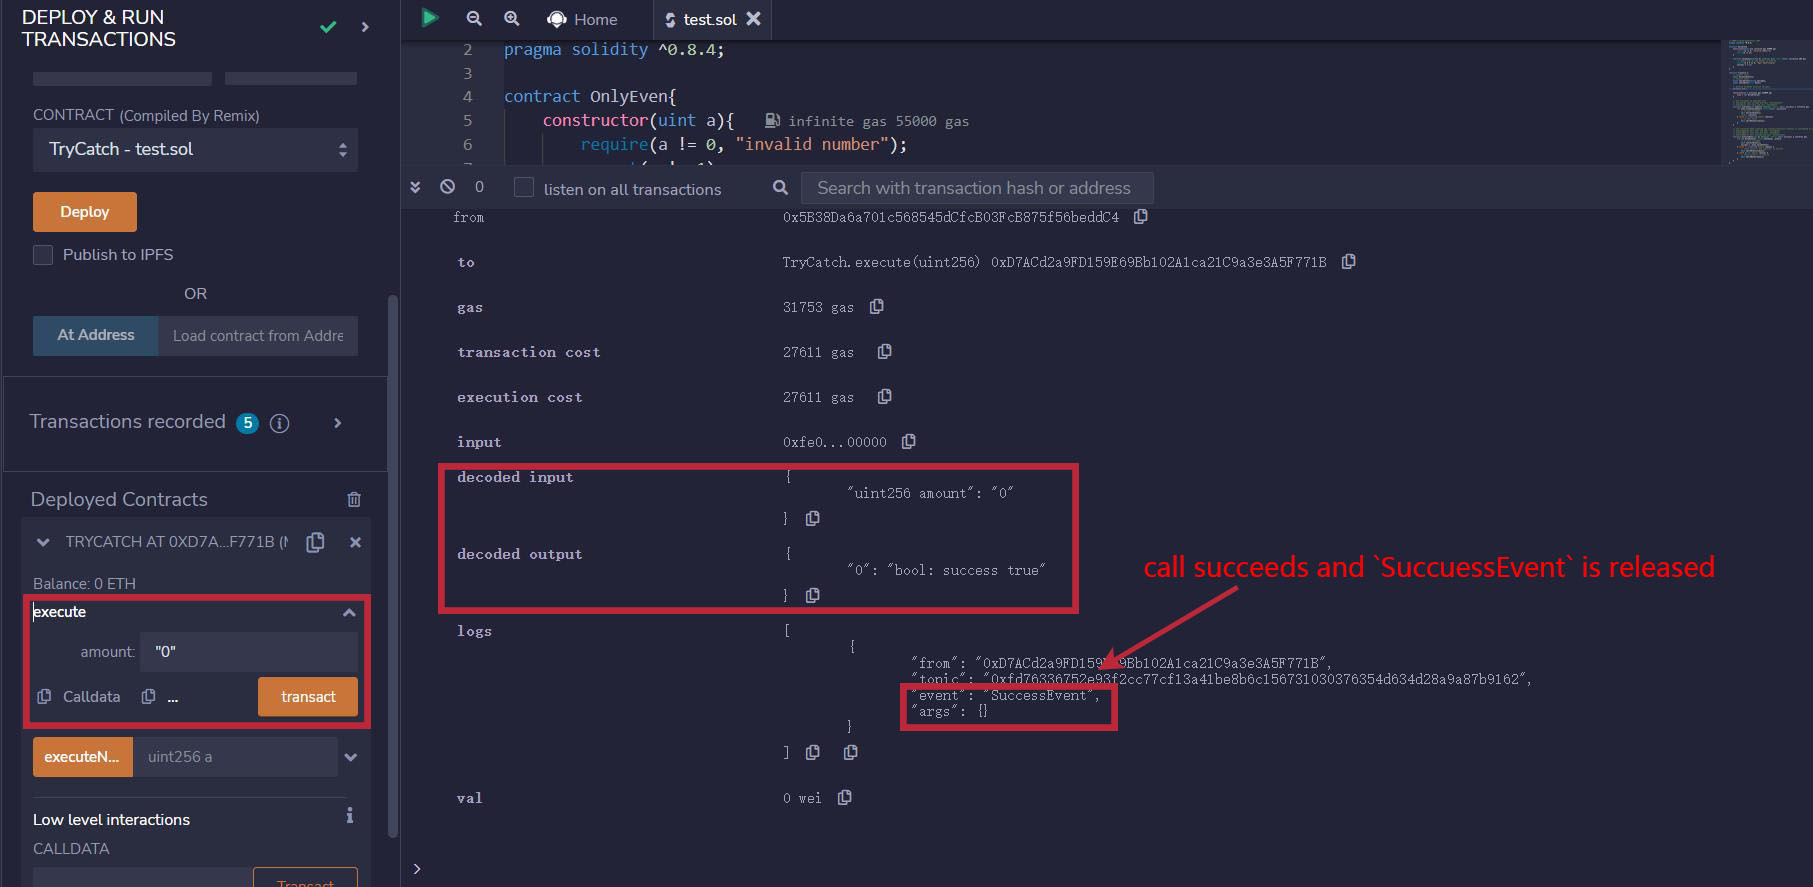 DEPLOY & RUN
TRANSACTIONS
CONTRACT (Compiled By Remix)
TryCatch - test.sol
Deploy
Publish to IPFS
OR
At Address
Load contract from Addre
Transactions recorded 5
Deployed Contracts
TRYCATCH AT 0XD7A...F771B (
Balance: 0 ETH
execute
amount: "0"
Calldata ...
transact
executeN... uint256 a
Low level interactions
CALLDATA
Transact
Home
test.sol
2 pragma solidity ^0.8.4;
3
4 contract OnlyEven{
5 constructor(uint a){ infinite gas 55000 gas
6 require(a != 0, "invalid number");
0 listen on all transactions
Search with transaction hash or address
from 0x5B38Da6a701c568545dCfcB03FcB875f56beddC4
to TryCatch.execute(uint256) 0xD7ACd2a9FD159E69Bb102A1ca21C9a3e3A5F771B
gas 31753 gas
transaction cost 27611 gas
execution cost 27611 gas
input 0xfe0...00000
decoded input {
"uint256 amount": "0"
}
decoded output {
"0": "bool: success true"
}
call succeeds and `SuccuessEvent` is released
logs [
{
"from": "0xD7ACd2a9FD159E69Bb102A1ca21C9a3e3A5F771B",
"topic": "0xfd76336752e93f2cc77cf13a41be8b6c156731030376354d634d28a9a87b9162",
"event": "SuccessEvent",
"args": {}
}
]
val 0 wei
>